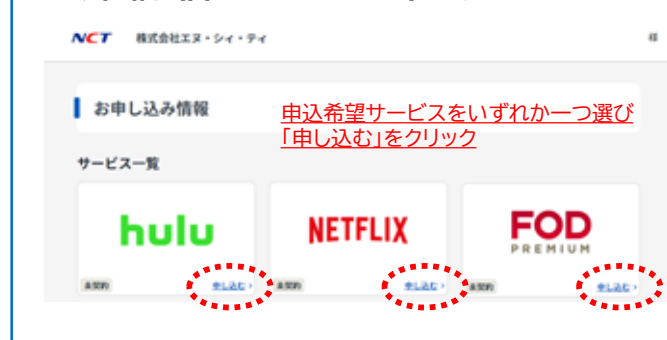 NCT 株式会社エヌ・シィ・ティ 様
お申し込み情報
申込希望サービスをいずれか一つ選び
「申し込む」をクリック
サービス一覧
hulu NETFLIX FOD
PREMIUM
未契約 申し込む › 未契約 申し込む › 未契約 申し込む ›